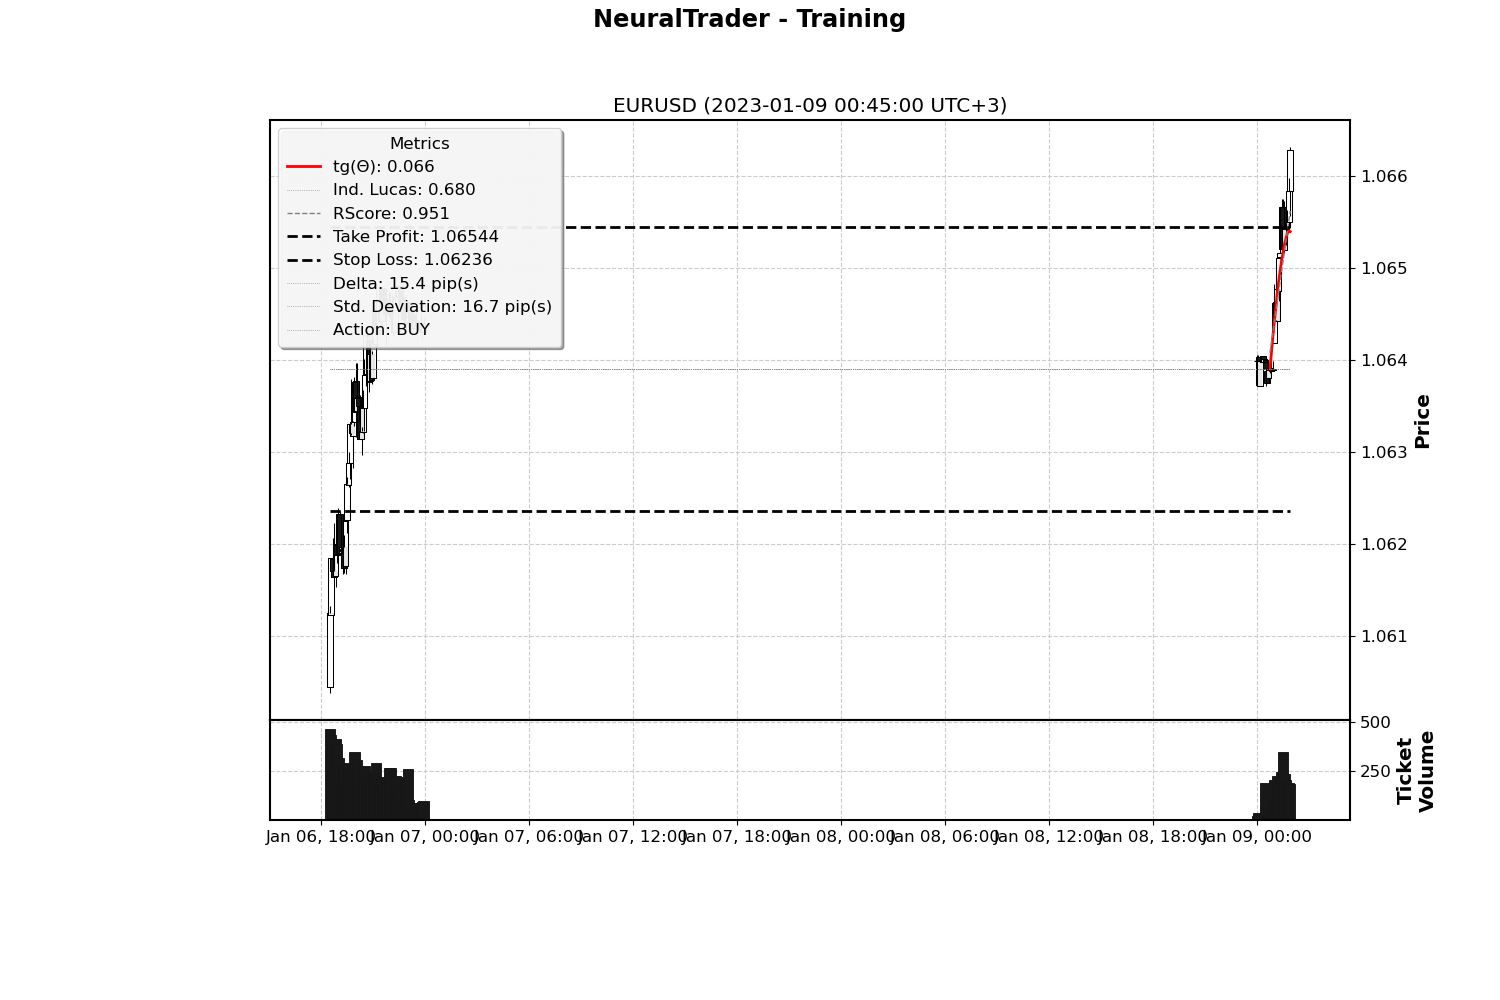 NeuralTrader - Training
EURUSD (2023-01-09 00:45:00 UTC+3)
Metrics
tg(Θ): 0.066
Ind. Lucas: 0.680
RScore: 0.951
Take Profit: 1.06544
Stop Loss: 1.06236
Delta: 15.4 pip(s)
Std. Deviation: 16.7 pip(s)
Action: BUY
1.066
1.065
1.064
1.063
1.062
1.061
Price
500
250
Ticket
Volume
Jan 06, 18:00
Jan 07, 00:00
Jan 07, 06:00
Jan 07, 12:00
Jan 07, 18:00
Jan 08, 00:00
Jan 08, 06:00
Jan 08, 12:00
Jan 08, 18:00
Jan 09, 00:00